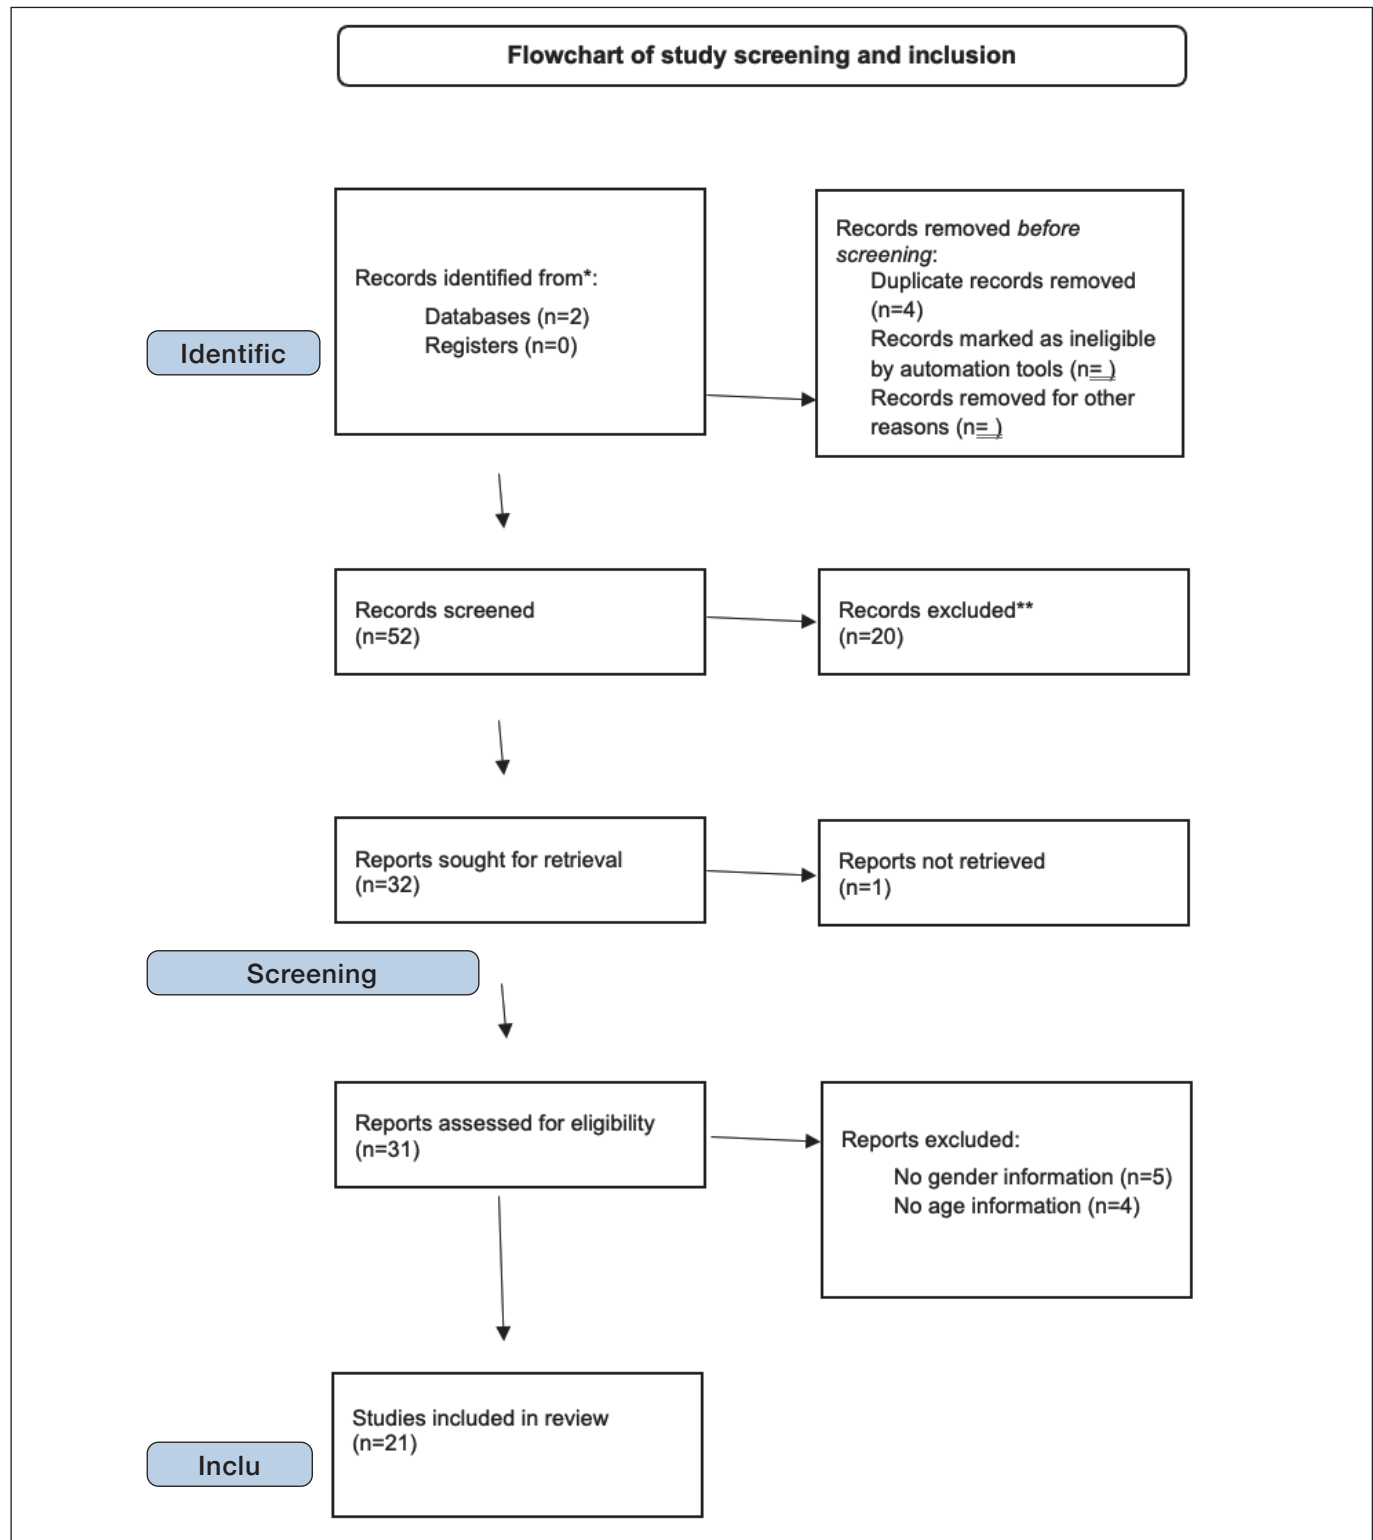 Flowchart of study screening and inclusion
Records identified from*:
Databases (n=2)
Registers (n=0)
Records removed before
screening:
Duplicate records removed
(n=4)
Records marked as ineligible
by automation tools (n= )
Records removed for other
reasons (n= )
Identific
Records screened
(n=52)
Records excluded**
(n=20)
Reports sought for retrieval
(n=32)
Reports not retrieved
(n=1)
Screening
Reports assessed for eligibility
(n=31)
Reports excluded:
No gender information (n=5)
No age information (n=4)
Studies included in review
(n=21)
Inclu